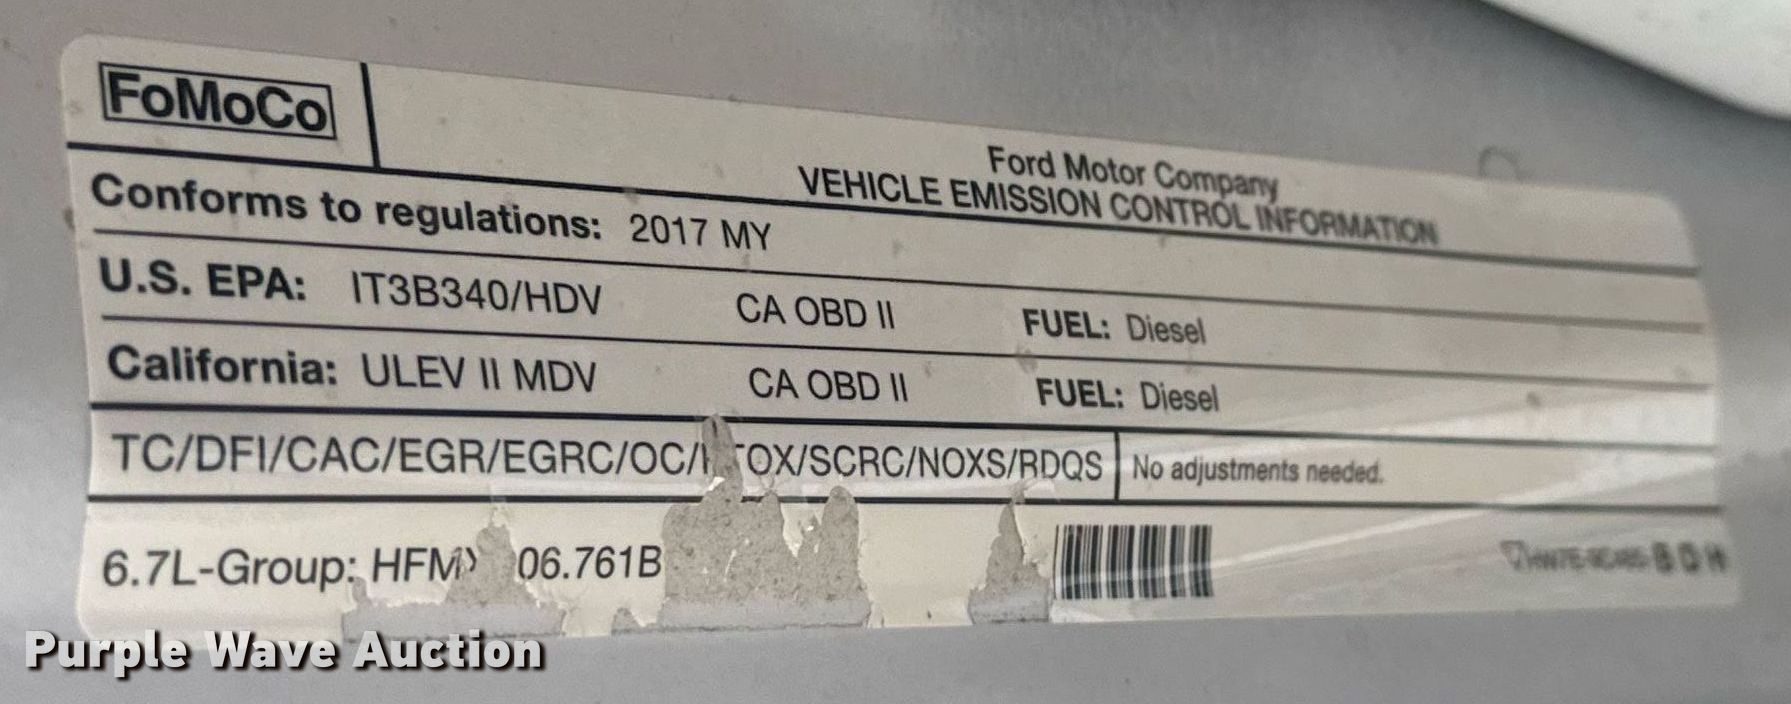 FoMoCo
Ford Motor Company
VEHICLE EMISSION CONTROL INFORMATION
Conforms to regulations: 2017 MY
U.S. EPA: IT3B340/HDV CA OBD II FUEL: Diesel
California: ULEV II MDV CA OBD II FUEL: Diesel
TC/DFI/CAC/EGR/EGRC/OC/ OX/SCRC/NOXS/RDQS No adjustments needed.
6.7L-Group: HFM 06.761B
Purple Wave Auction